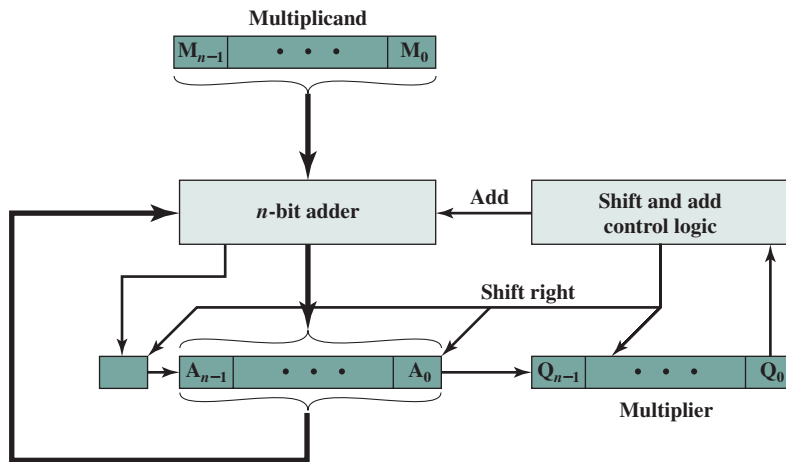 Multiplicand
Mn–1 • • • M0
n-bit adder
Add
Shift and add
control logic
Shift right
An–1 • • • A0
Qn–1 • • • Q0
Multiplier